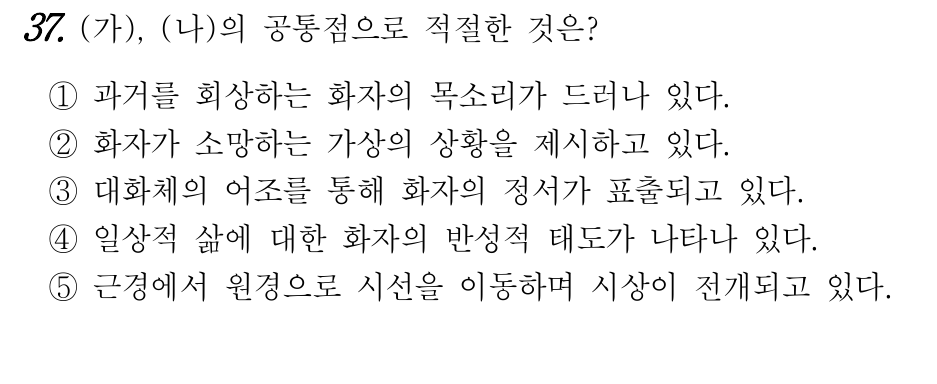 37. (가), (나)의 공통점으로 적절한 것은?
① 과거를 회상하는 화자의 목소리가 드러나 있다.
② 화자가 소망하는 가상의 상황을 제시하고 있다.
③ 대화체의 어조를 통해 화자의 정서가 표출되고 있다.
④ 일상적 삶에 대한 화자의 반성적 태도가 나타나 있다.
⑤ 근경에서 원경으로 시선을 이동하며 시상이 전개되고 있다.